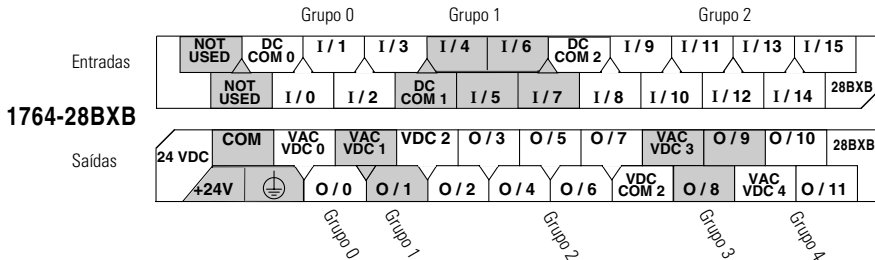 Grupo 0 Grupo 1 Grupo 2
Entradas
NOT USED DC COM 0 I / 1 I / 3 I / 4 I / 6 DC COM 2 I / 9 I / 11 I / 13 I / 15
NOT USED I / 0 I / 2 DC COM 1 I / 5 I / 7 I / 8 I / 10 I / 12 I / 14 28BXB
1764-28BXB
Saídas
24 VDC COM VAC VDC 0 VAC VDC 1 VDC 2 O / 3 O / 5 O / 7 VAC VDC 3 O / 9 O / 10 28BXB
+24V O / 0 O / 1 O / 2 O / 4 O / 6 VDC COM 2 O / 8 VAC VDC 4 O / 11
Grupo 0 Grupo 1 Grupo 2 Grupo 3 Grupo 4